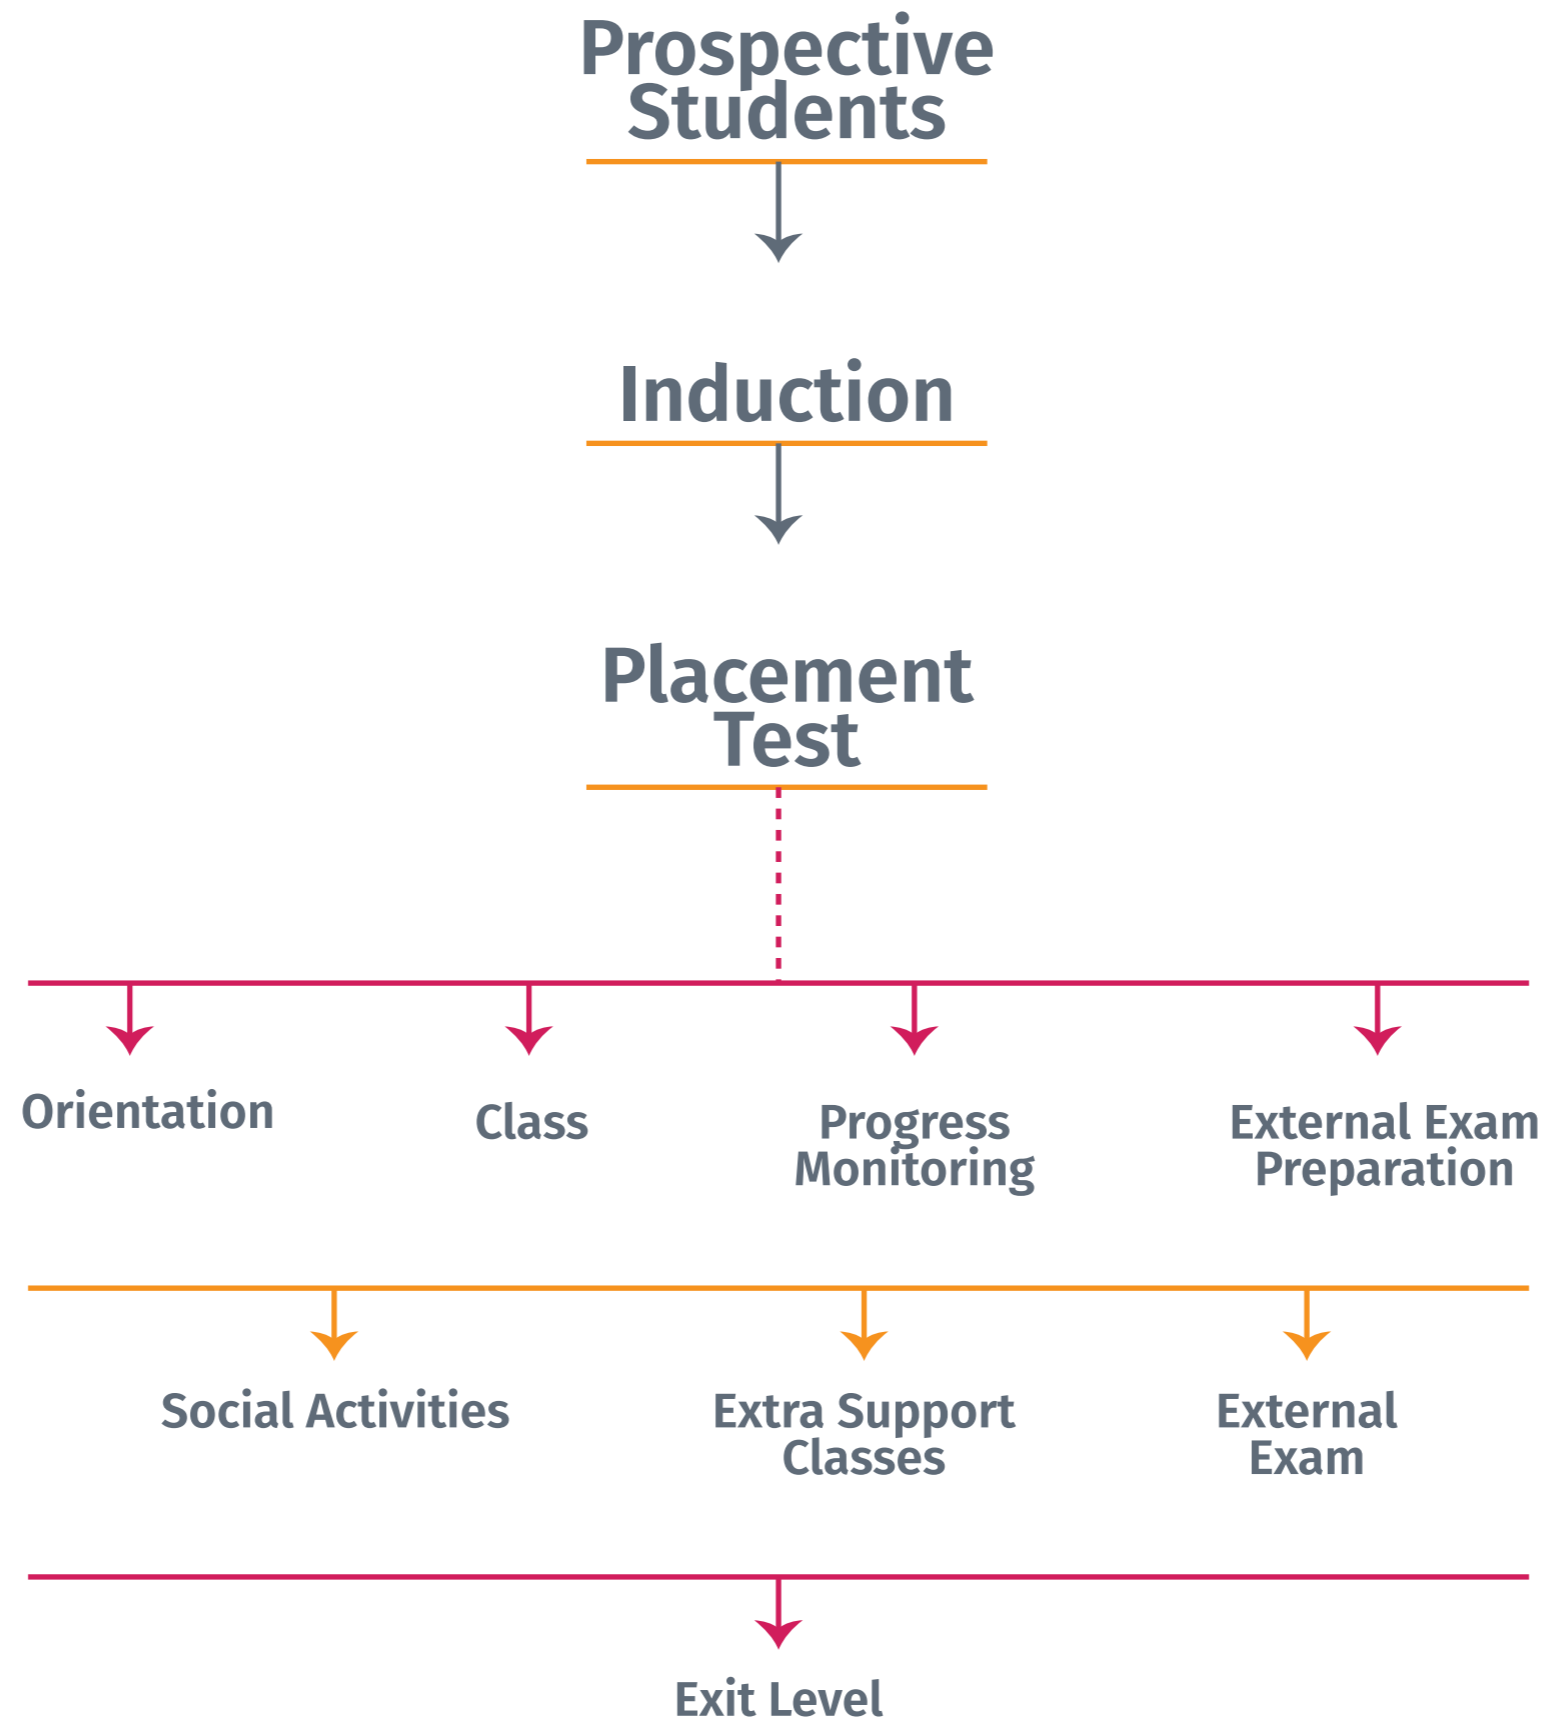 Prospective
Students
Induction
Placement
Test
Orientation
Class
Progress
Monitoring
External Exam
Preparation
Social Activities
Extra Support
Classes
External
Exam
Exit Level